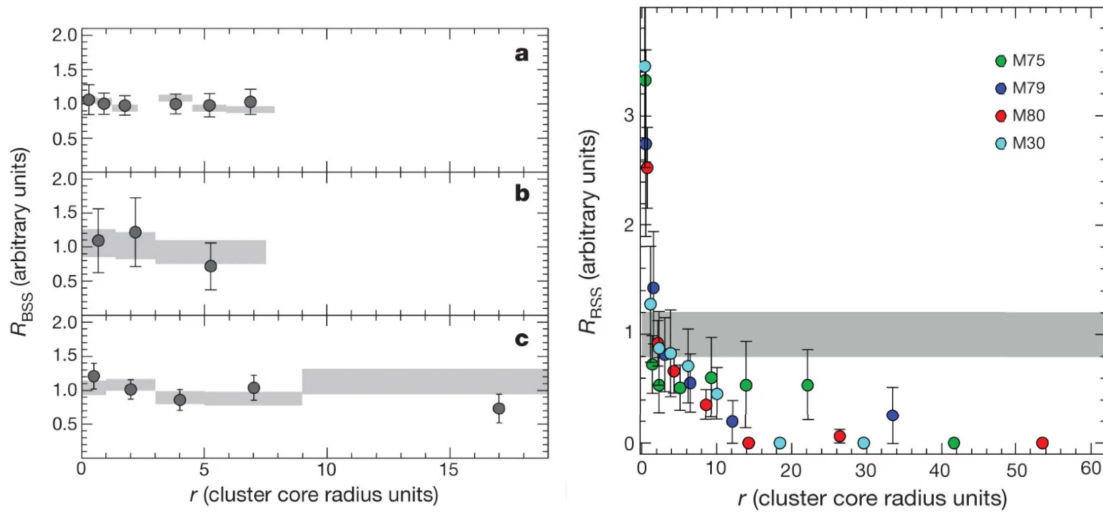 2.0
1.5
1.0
0.5
a
2.0
1.5
1.0
0.5
b
2.0
1.5
1.0
0.5
c
0 5 10 15
R_BSS (arbitrary units)
r (cluster core radius units)
3
2
1
0
M75
M79
M80
M30
0 10 20 30 40 50 60
R_BSS (arbitrary units)
r (cluster core radius units)